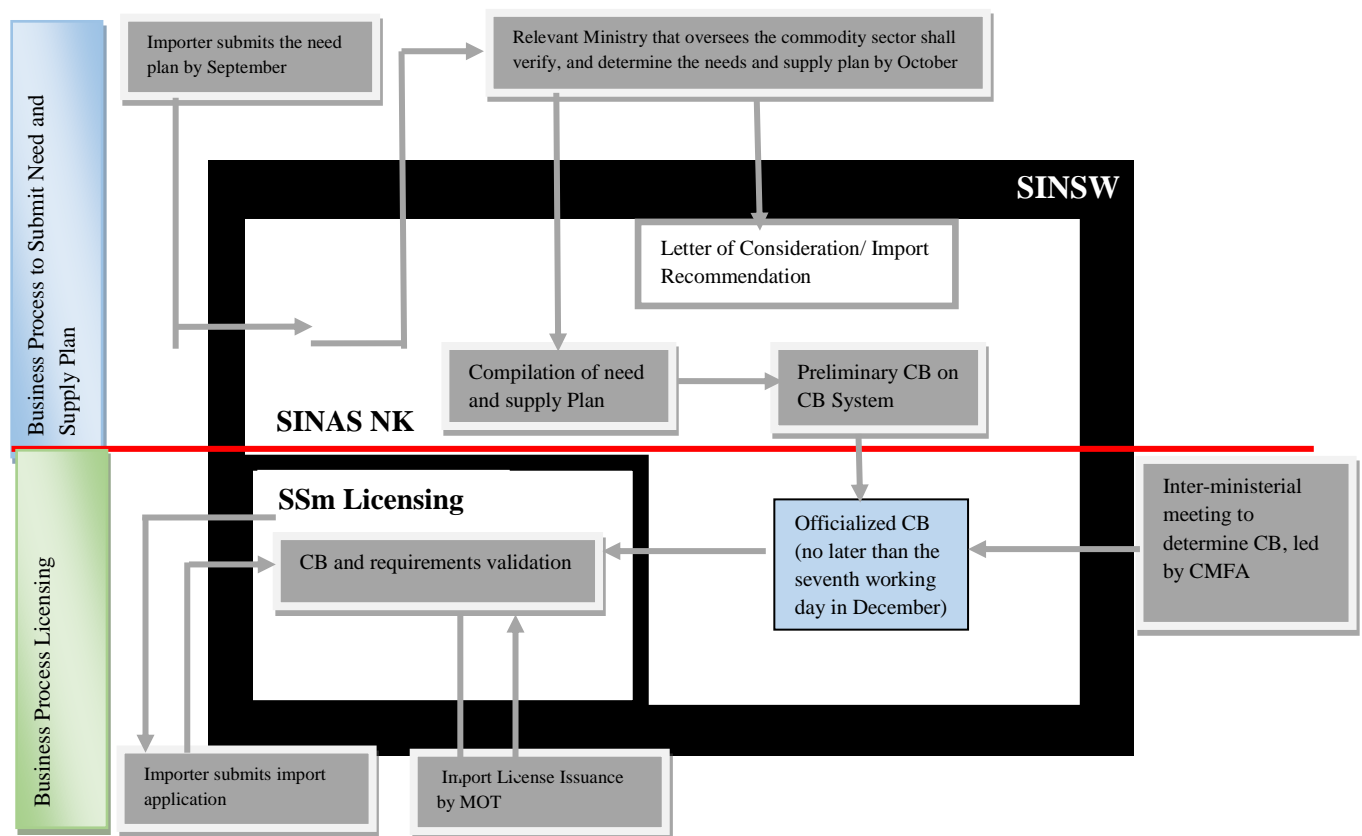 Business Process to Submit Need and
Supply Plan
Importer submits the need
plan by September
Relevant Ministry that oversees the commodity sector shall
verify, and determine the needs and supply plan by October
SINSW
Letter of Consideration/ Import
Recommendation
Compilation of need
and supply Plan
Preliminary CB on
CB System
SINAS NK
Business Process Licensing
SSm Licensing
CB and requirements validation
Officialized CB
(no later than the
seventh working
day in December)
Inter-ministerial
meeting to
determine CB, led
by CMFA
Importer submits import
application
Import License Issuance
by MOT